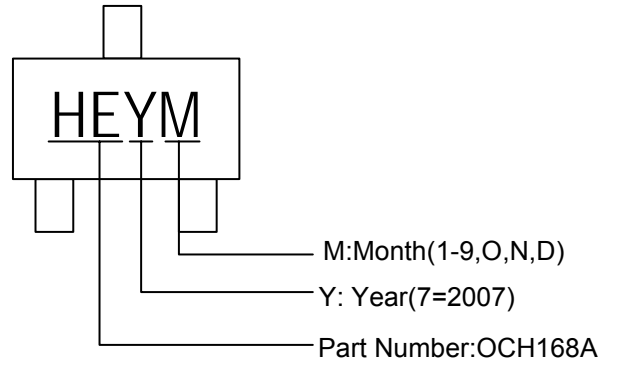 HEYM
M:Month(1-9,O,N,D)
Y: Year(7=2007)
Part Number:OCH168A